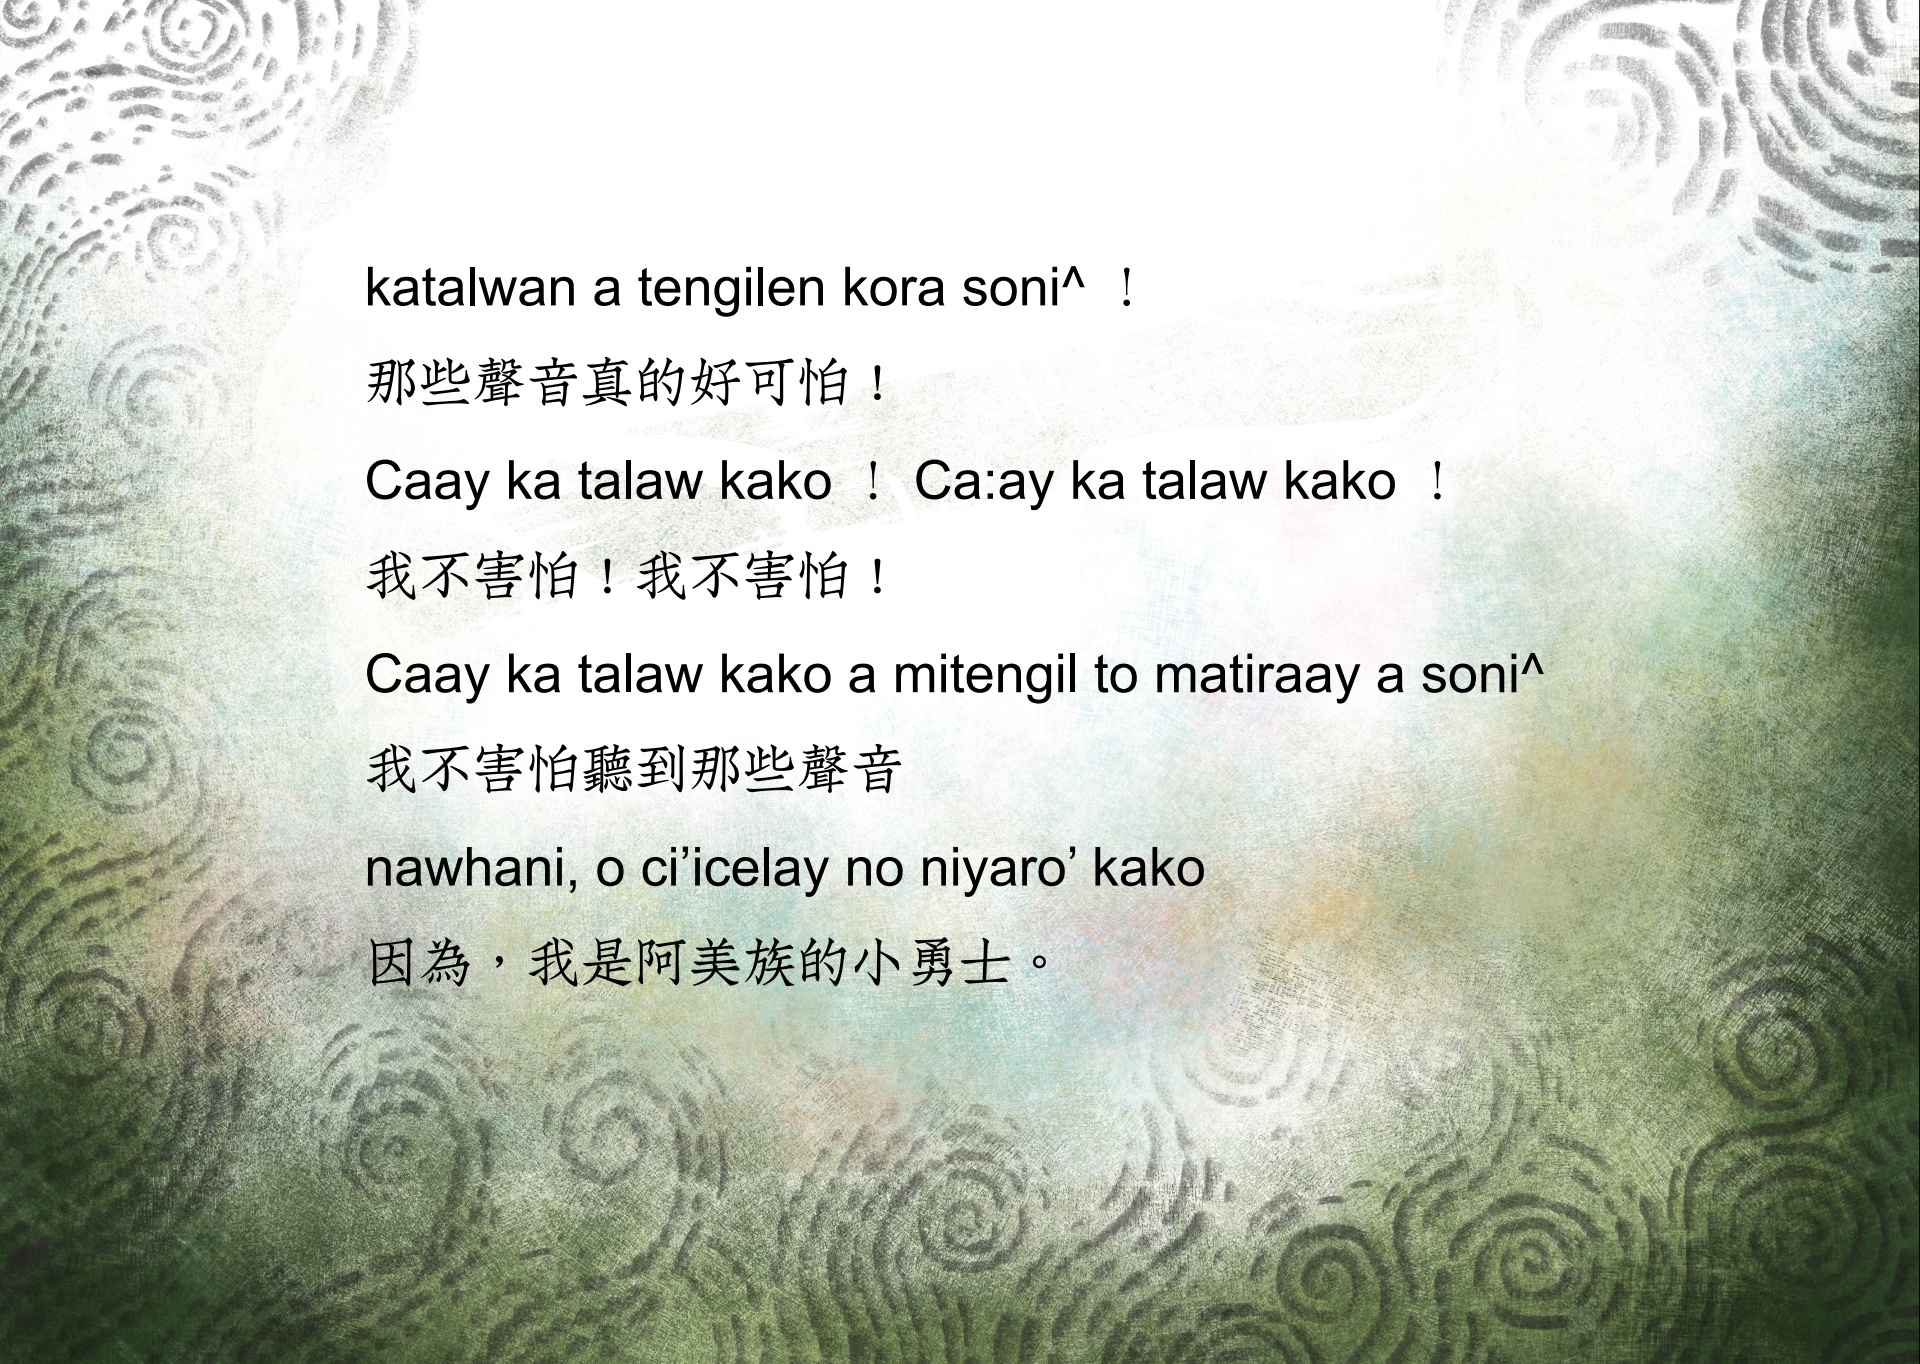 katalwan a tengilen kora soni^ ！
那些聲音真的好可怕！
Caay ka talaw kako ！ Ca:ay ka talaw kako ！
我不害怕！我不害怕！
Caay ka talaw kako a mitengil to matiraay a soni^
我不害怕聽到那些聲音
nawhani, o ci’icelay no niyaro’ kako
因為，我是阿美族的小勇士。